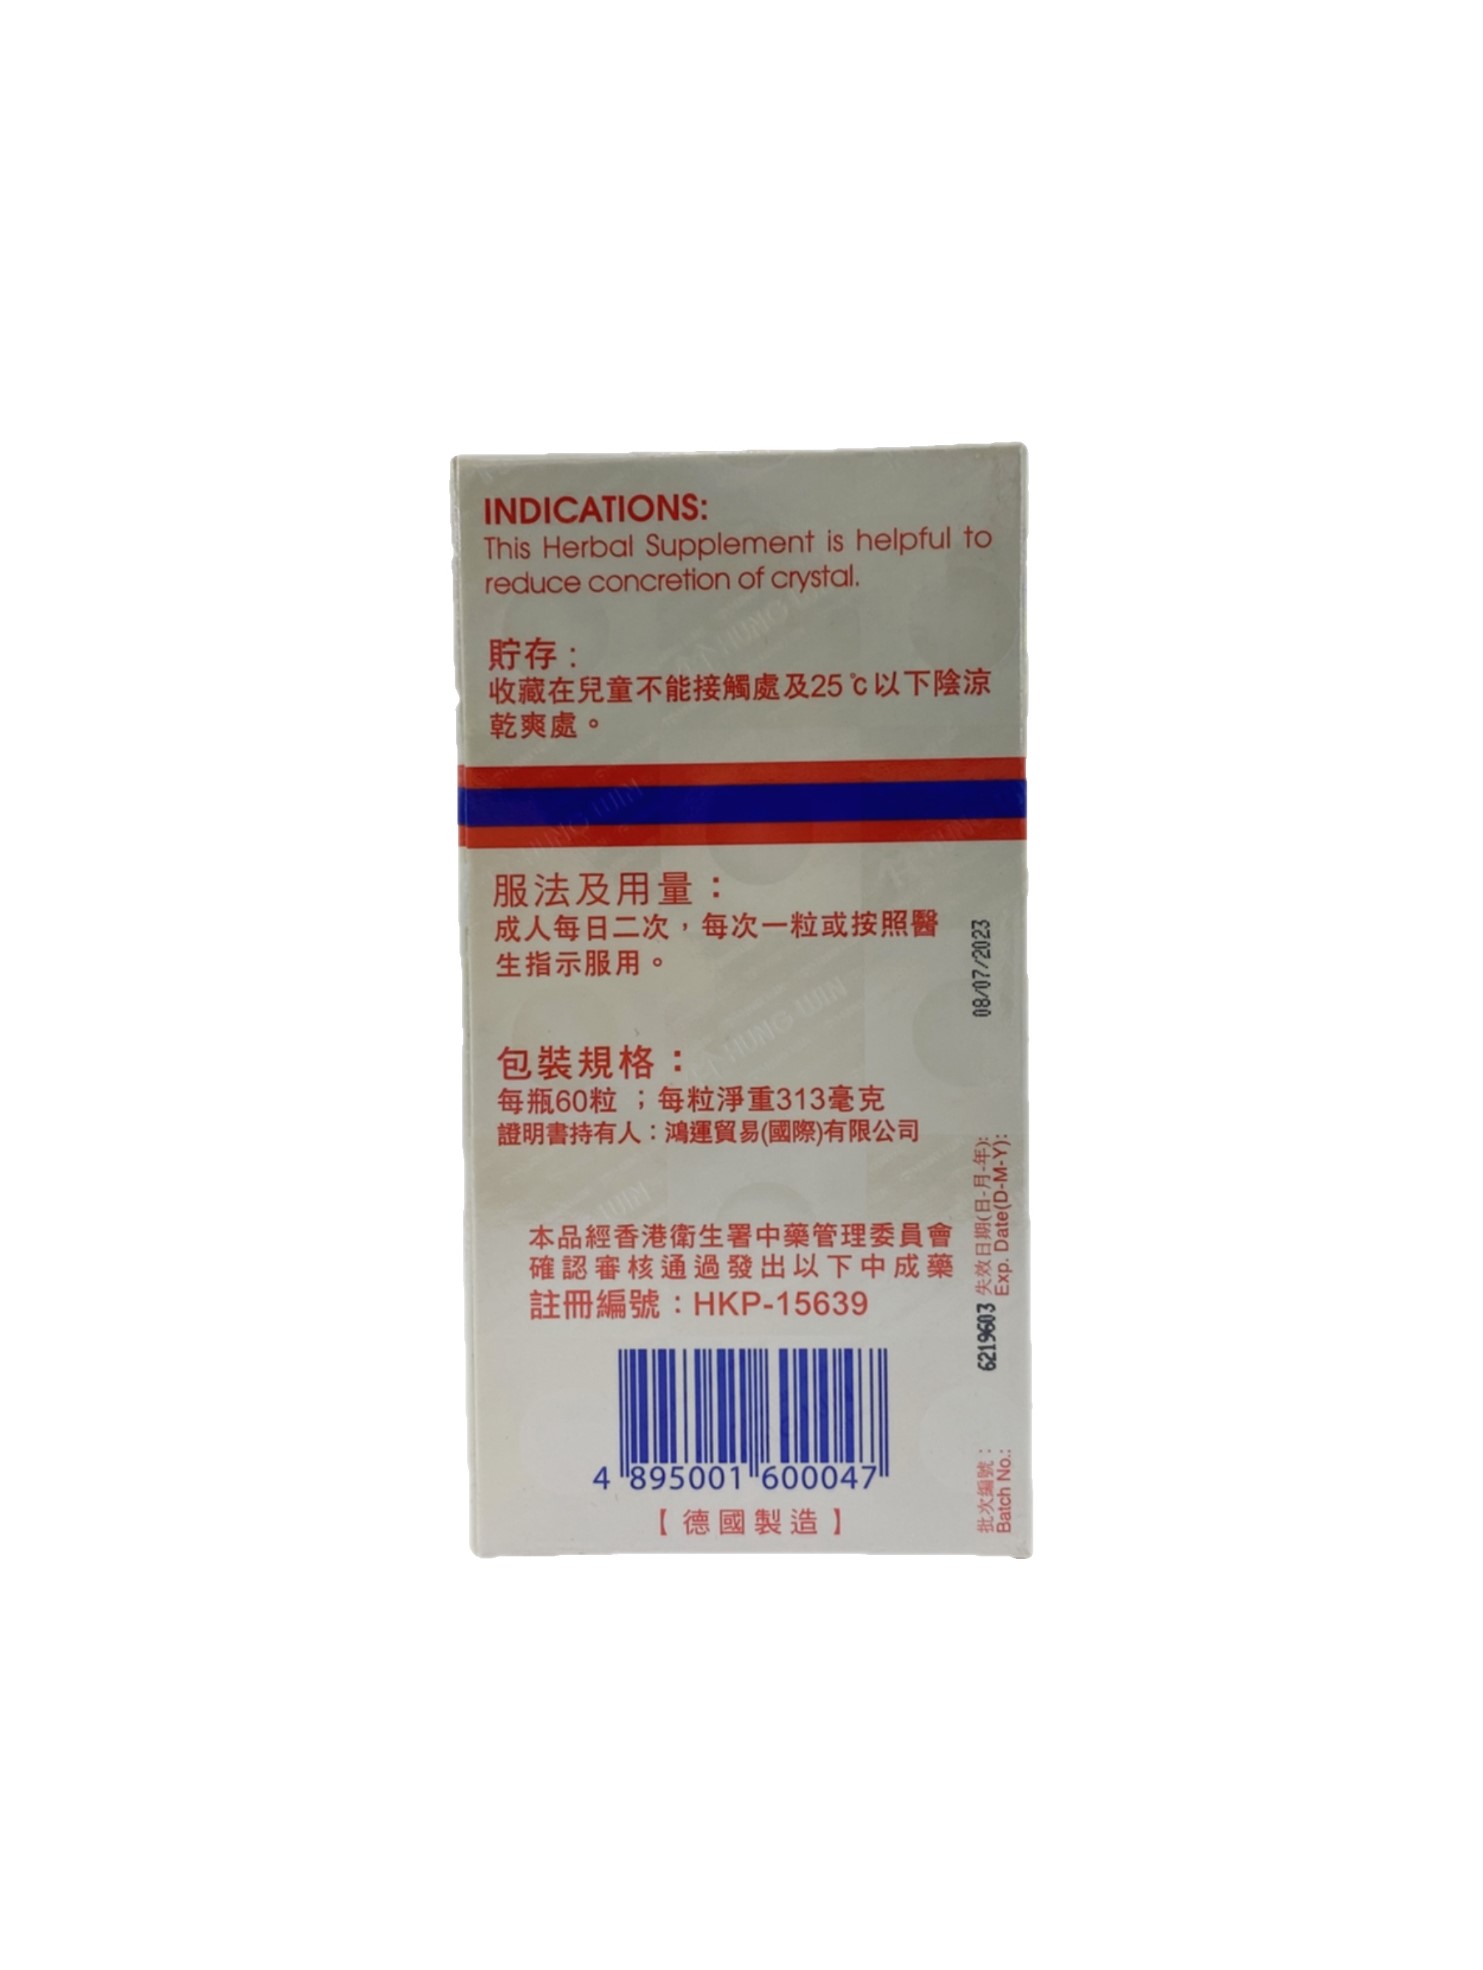 INDICATIONS:
This Herbal Supplement is helpful to
reduce concretion of crystal.
貯存：
收藏在兒童不能接觸處及25℃以下陰涼
乾爽處。
服法及用量：
成人每日二次，每次一粒或按照醫
生指示服用。
包裝規格：
每瓶60粒；每粒淨重313毫克
證明書持有人：鴻運貿易(國際)有限公司
本品經香港衛生署中藥管理委員會
確認審核通過發出以下中成藥
註冊編號：HKP-15639
4 895001 600047
【德國製造】
批次編號：
Batch No.:
6219603
失效日期(日-月-年):
Exp. Date(D-M-Y):
08/07/2023
HUNG WIN
HUNG WIN